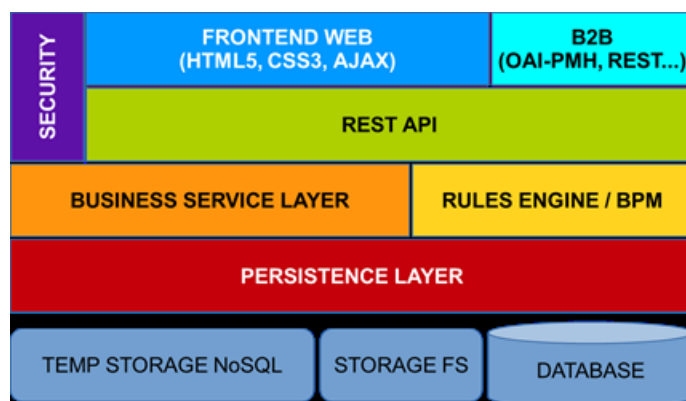 SECURITY
FRONTEND WEB
(HTML5, CSS3, AJAX)
B2B
(OAI-PMH, REST...)
REST API
BUSINESS SERVICE LAYER
RULES ENGINE / BPM
PERSISTENCE LAYER
TEMP STORAGE NoSQL
STORAGE FS
DATABASE